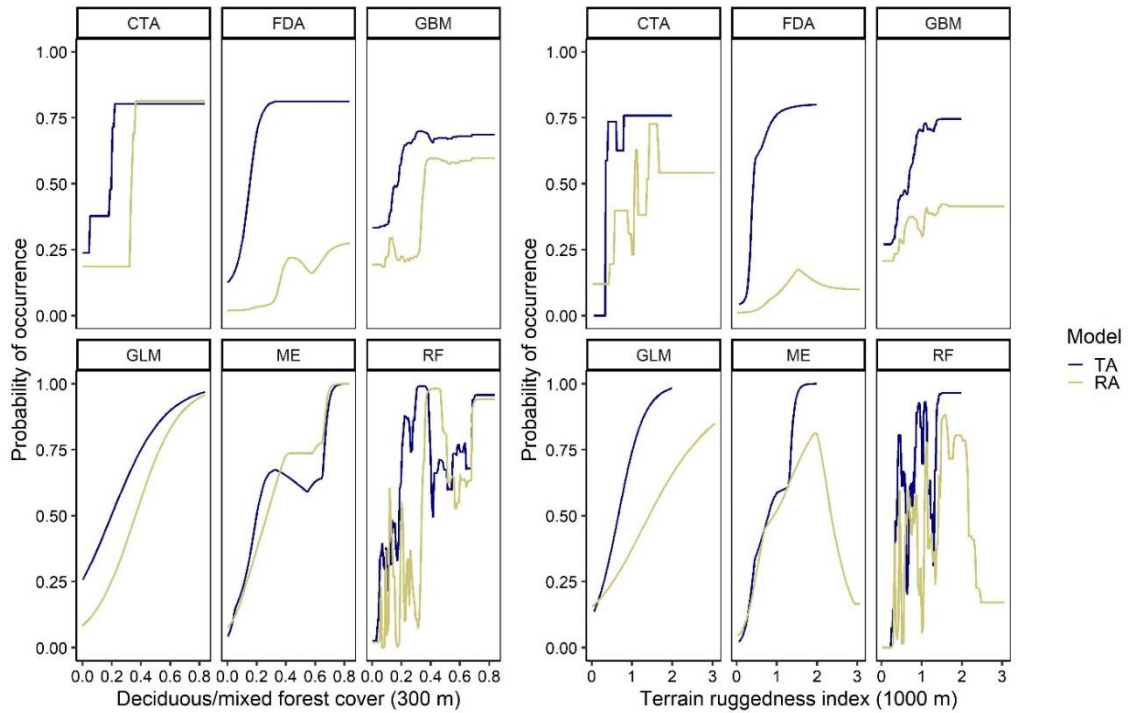 CTA FDA GBM
1.00
0.75
0.50
0.25
0.00
GLM ME RF
1.00
0.75
0.50
0.25
0.00
0.0 0.2 0.4 0.6 0.8 0.0 0.2 0.4 0.6 0.8 0.0 0.2 0.4 0.6 0.8
Probability of occurrence
Deciduous/mixed forest cover (300 m)
CTA FDA GBM
1.00
0.75
0.50
0.25
0.00
GLM ME RF
1.00
0.75
0.50
0.25
0.00
0 1 2 3 0 1 2 3 0 1 2 3
Probability of occurrence
Terrain ruggedness index (1000 m)
Model
TA
RA